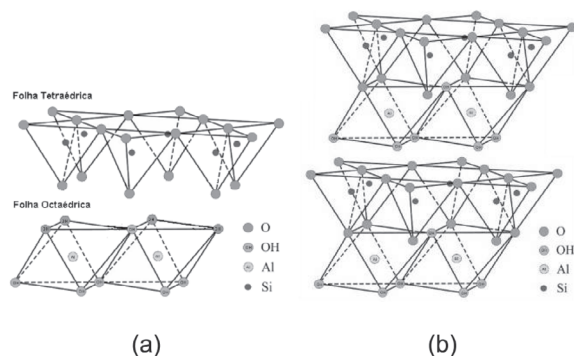 Folha Tetraédrica
Folha Octaédrica
O
OH
Al
Si
(a)
O
OH
Al
Si
(b)